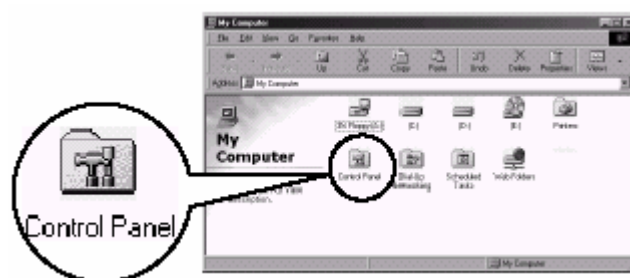 My Computer
File Edit View Go Favorites Help
Up Cut Copy Paste Undo Delete Properties Views
Address My Computer
My
Computer
3½ Floppy (A:) (C:) (D:) (E:) Printers
Control Panel Dial-Up Networking Scheduled Tasks Web Folders
description.
Control Panel
My Computer